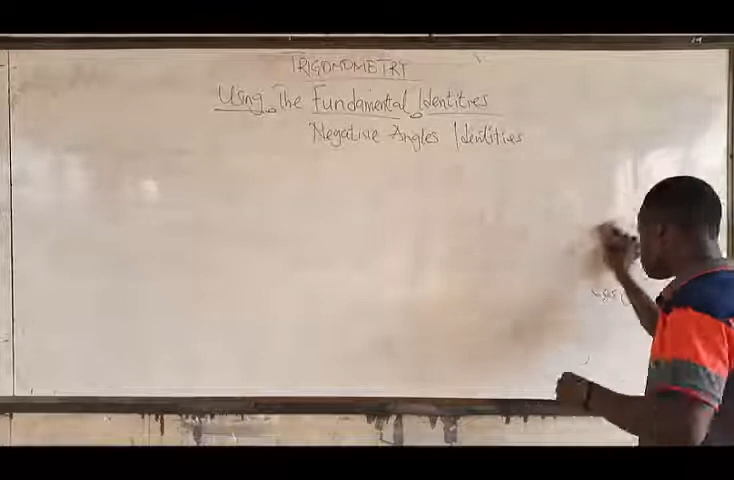 TRIGONOMETRY
Using The Fundamental Identities
Negative Angles Identities